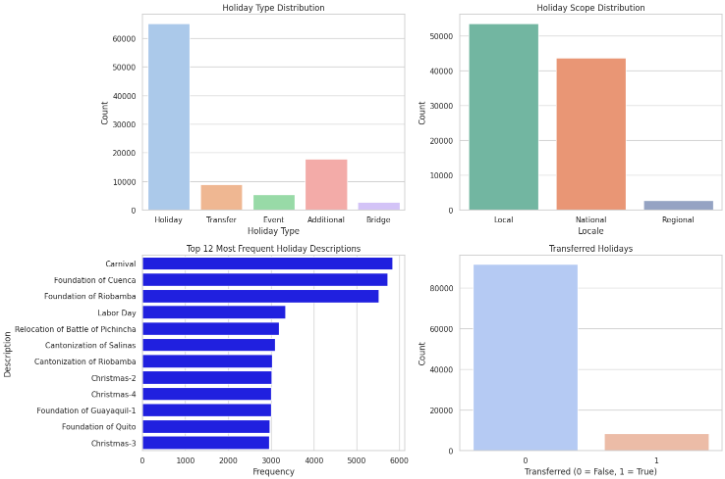 Holiday Type Distribution
60000
50000
40000
30000
20000
10000
0
Count
Holiday Transfer Event Additional Bridge
Holiday Type
Holiday Scope Distribution
50000
40000
30000
20000
10000
0
Count
Local National Regional
Locale
Top 12 Most Frequent Holiday Descriptions
Description
Carnival
Foundation of Cuenca
Foundation of Riobamba
Labor Day
Relocation of Battle of Pichincha
Cantonization of Salinas
Cantonization of Riobamba
Christmas-2
Christmas-4
Foundation of Guayaquil-1
Foundation of Quito
Christmas-3
0 1000 2000 3000 4000 5000 6000
Frequency
Transferred Holidays
80000
60000
40000
20000
0
Count
0 1
Transferred (0 = False, 1 = True)